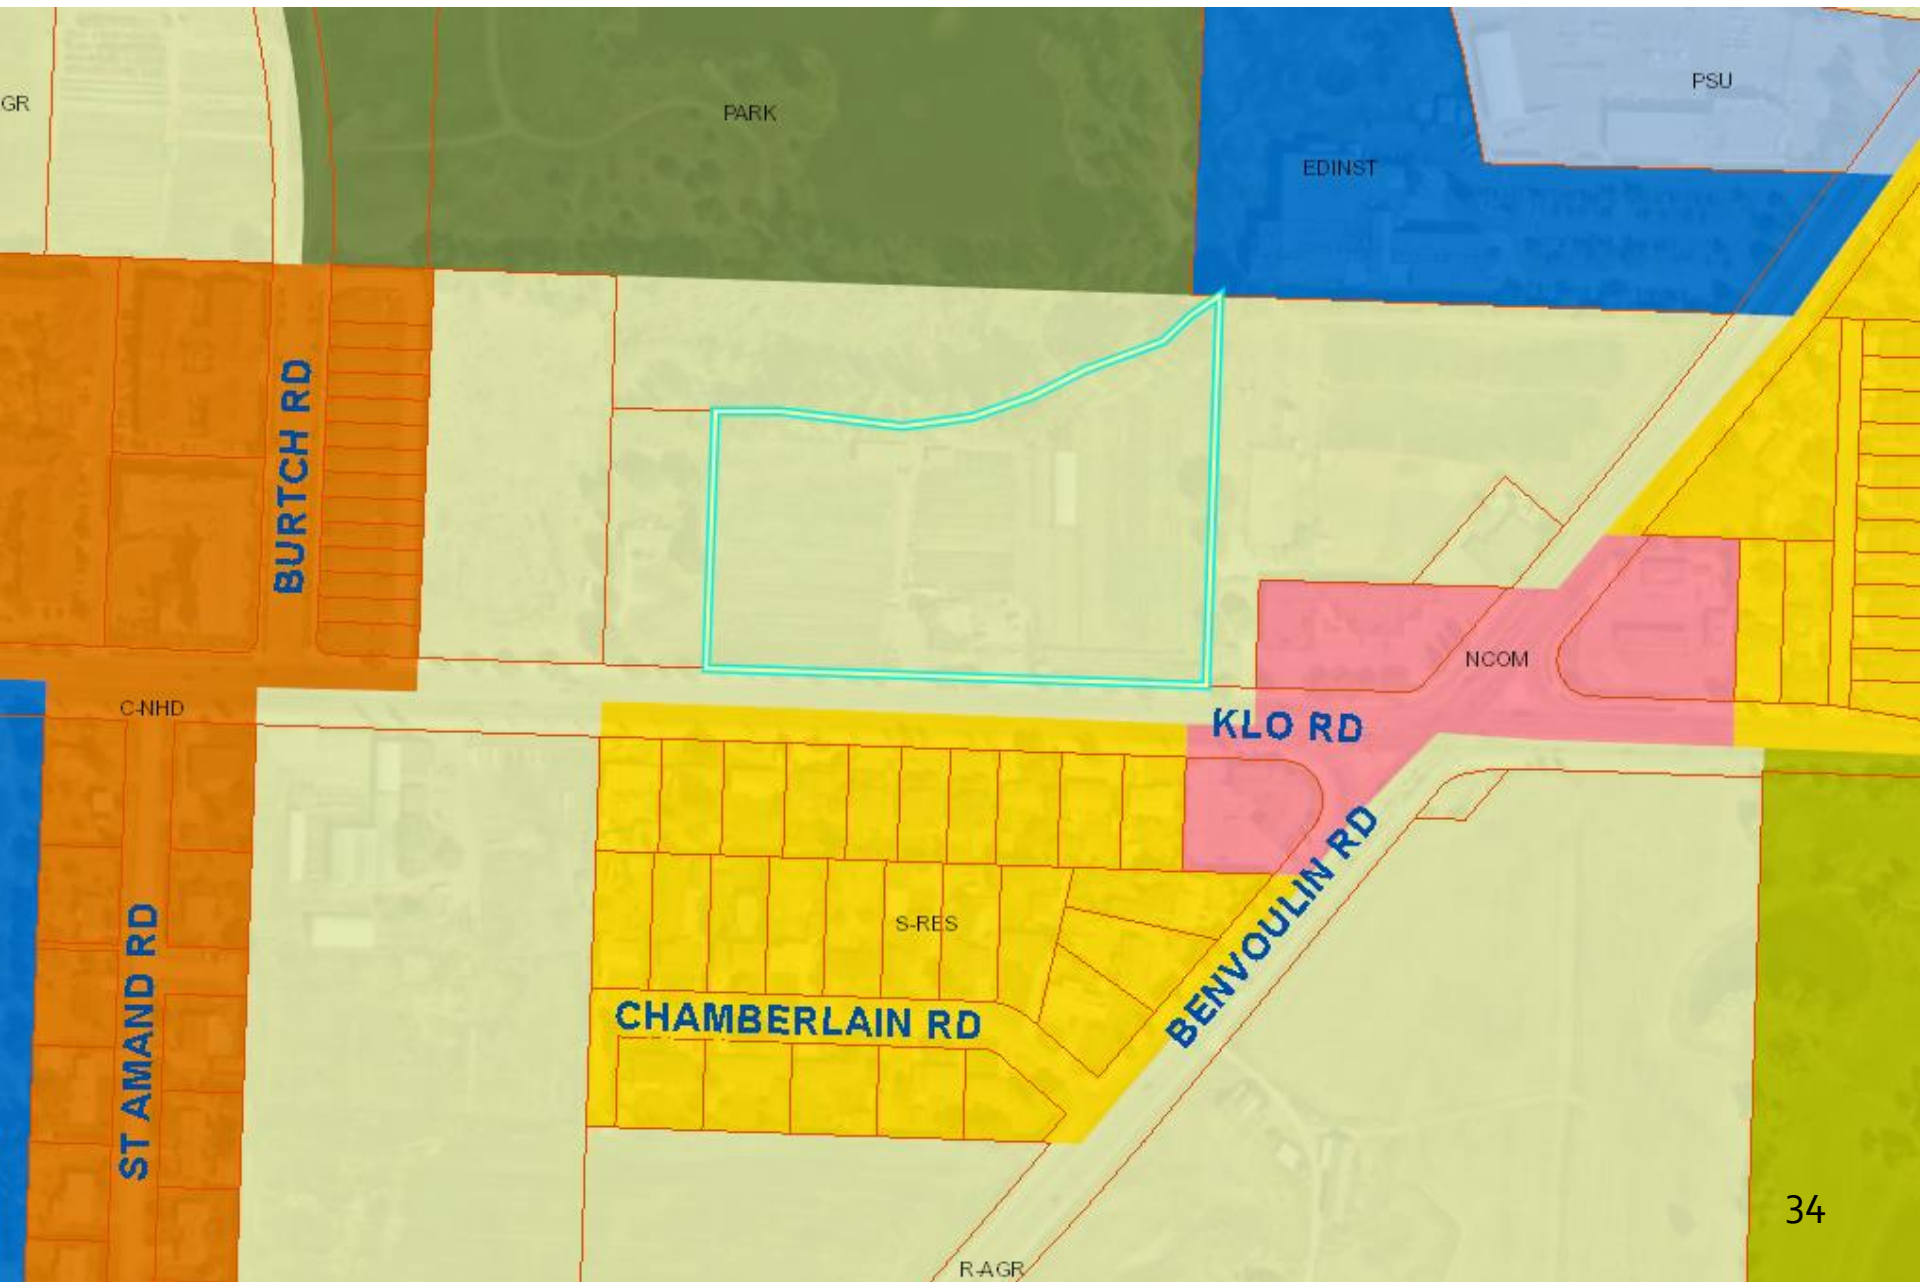 PSU
GR
PARK
EDINST
BURTCH RD
NCOM
C-NHD
KLO RD
S-RES
BENVOULIN RD
ST AMAND RD
CHAMBERLAIN RD
34
R-AGR